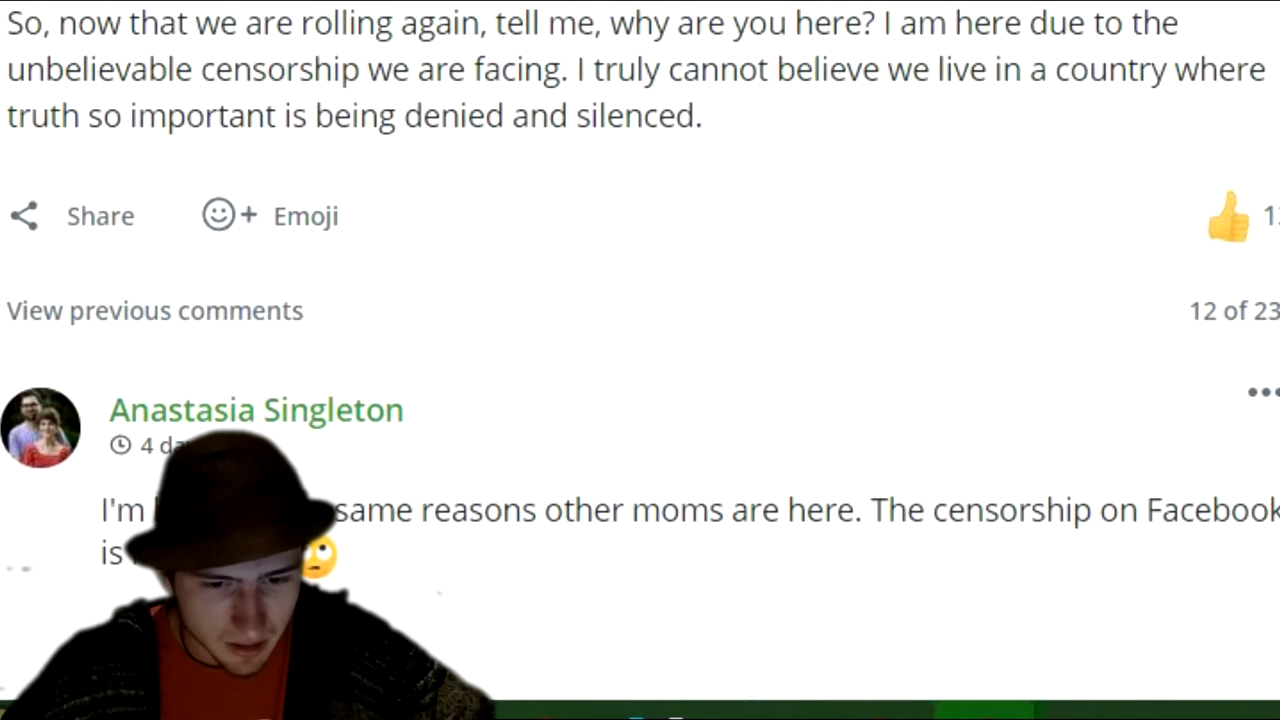 So, now that we are rolling again, tell me, why are you here? I am here due to the
unbelievable censorship we are facing. I truly cannot believe we live in a country where
truth so important is being denied and silenced.
Share
Emoji
View previous comments
12 of 23
Anastasia Singleton
4
I'm same reasons other moms are here. The censorship on Facebook
is